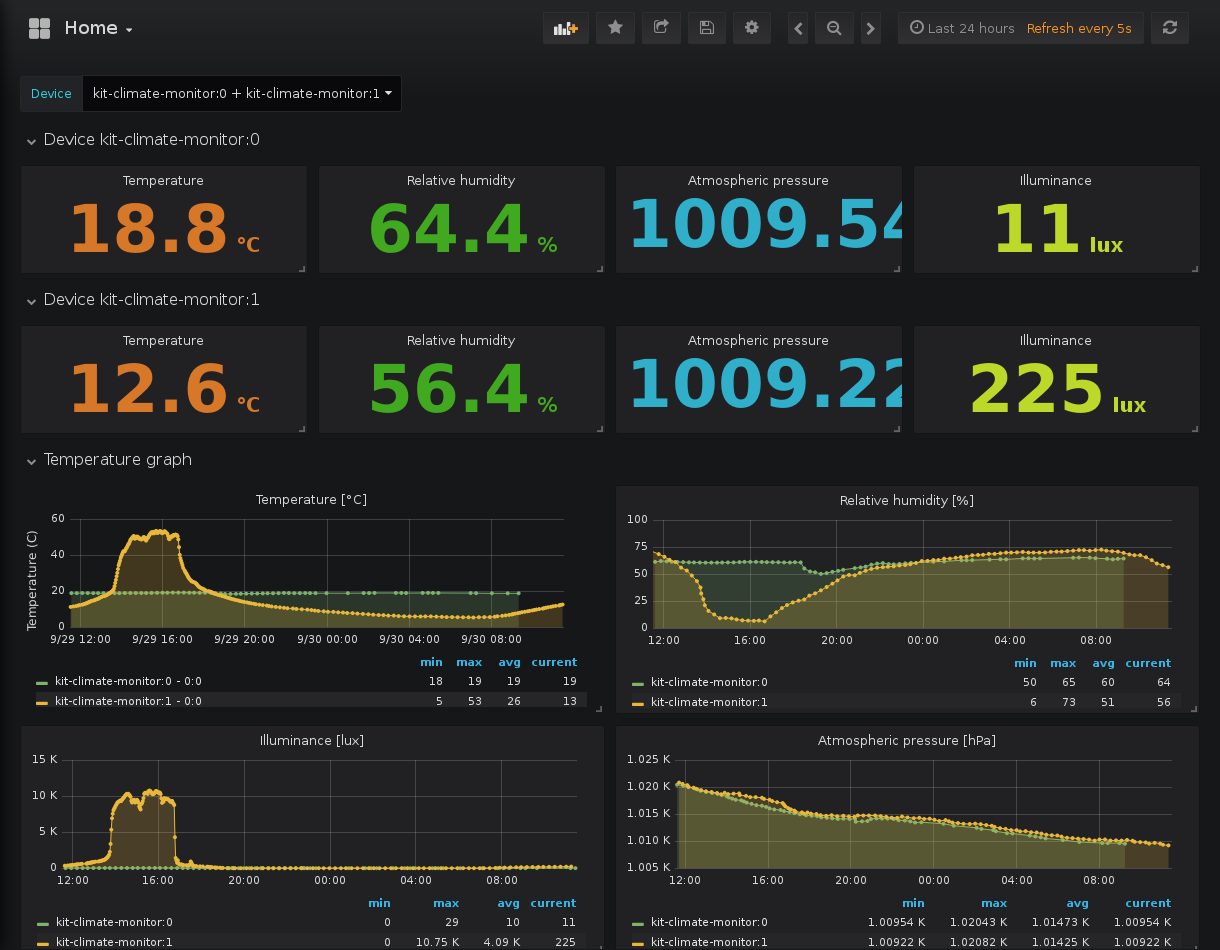 Home
Last 24 hours Refresh every 5s
Device kit-climate-monitor:0 + kit-climate-monitor:1
Device kit-climate-monitor:0
Temperature Relative humidity Atmospheric pressure Illuminance
18.8 °C 64.4 % 1009.54 11 lux
Device kit-climate-monitor:1
Temperature Relative humidity Atmospheric pressure Illuminance
12.6 °C 56.4 % 1009.22 225 lux
Temperature graph
Temperature [°C]
Temperature (C)
60
40
20
0
9/29 12:00 9/29 16:00 9/29 20:00 9/30 00:00 9/30 04:00 9/30 08:00
min max avg current
kit-climate-monitor:0 - 0:0 18 19 19 19
kit-climate-monitor:1 - 0:0 5 53 26 13
Relative humidity [%]
100
75
50
25
0
12:00 16:00 20:00 00:00 04:00 08:00
min max avg current
kit-climate-monitor:0 50 65 60 64
kit-climate-monitor:1 6 73 51 56
Illuminance [lux]
15 K
10 K
5 K
0
12:00 16:00 20:00 00:00 04:00 08:00
min max avg current
kit-climate-monitor:0 0 29 10 11
kit-climate-monitor:1 0 10.75 K 4.09 K 225
Atmospheric pressure [hPa]
1.025 K
1.020 K
1.015 K
1.010 K
1.005 K
12:00 16:00 20:00 00:00 04:00 08:00
min max avg current
kit-climate-monitor:0 1.00954 K 1.02043 K 1.01473 K 1.00954 K
kit-climate-monitor:1 1.00922 K 1.02082 K 1.01425 K 1.00922 K